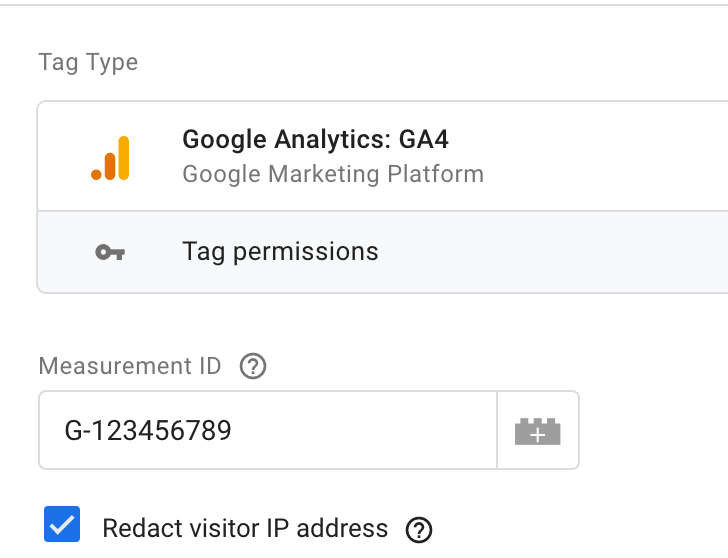 Tag Type
Google Analytics: GA4
Google Marketing Platform
Tag permissions
Measurement ID
G-123456789
Redact visitor IP address